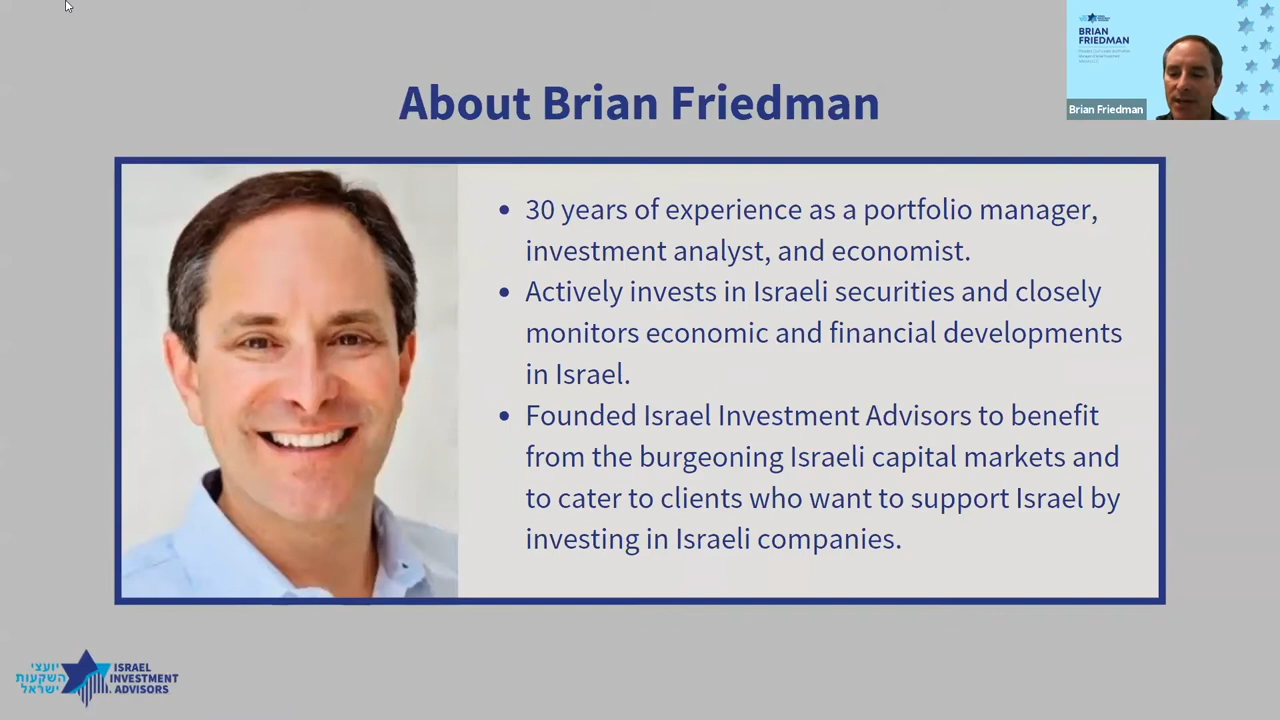 About Brian Friedman
30 years of experience as a portfolio manager,
investment analyst, and economist.
Actively invests in Israeli securities and closely
monitors economic and financial developments
in Israel.
Founded Israel Investment Advisors to benefit
from the burgeoning Israeli capital markets and
to cater to clients who want to support Israel by
investing in Israeli companies.
BRIAN
FRIEDMAN
Brian Friedman
יועצי
השקעות
ישראל
ISRAEL
INVESTMENT
ADVISORS